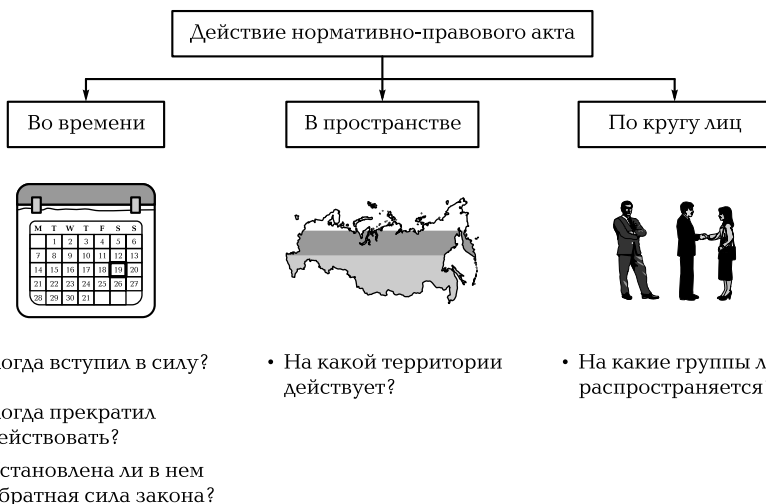 Действие нормативно-правового акта
Во времени
В пространстве
По кругу лиц
M T W T F S S
1 2 3 4 5 6
7 8 9 10 11 12 13
14 15 16 17 18 19 20
21 22 23 24 25 26 27
28 29 30 21
огда вступил в силу?
огда прекратил
ействовать?
становлена ли в нем
братная сила закона?
• На какой территории
действует?
• На какие группы л
распространяется